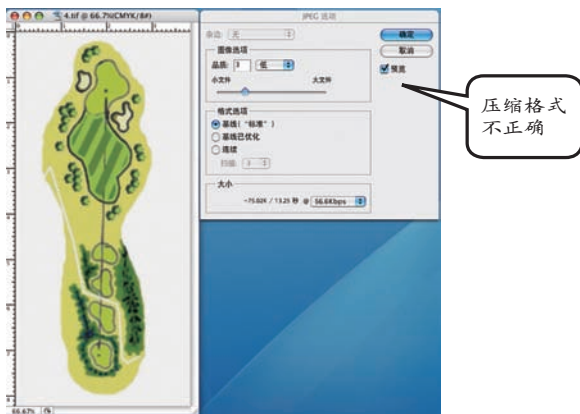 4.tif @ 66.7%(CMYK/8#)
JPEG 选项
杂边: 无
图像选项
品质: 3 低
小文件 大文件
格式选项
基线(“标准”)
基线已优化
连续
扫描: 3
大小
~75.82K / 13.25 秒 @ 56.6Kbps
确定
取消
预览
压缩格式
不正确
66.67%